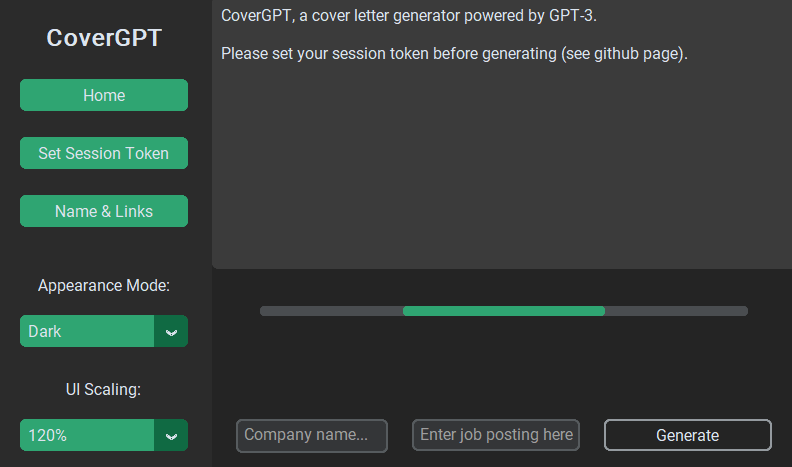 CoverGPT
Home
Set Session Token
Name & Links
Appearance Mode:
Dark
UI Scaling:
120%
CoverGPT, a cover letter generator powered by GPT-3.
Please set your session token before generating (see github page).
Company name...
Enter job posting here
Generate